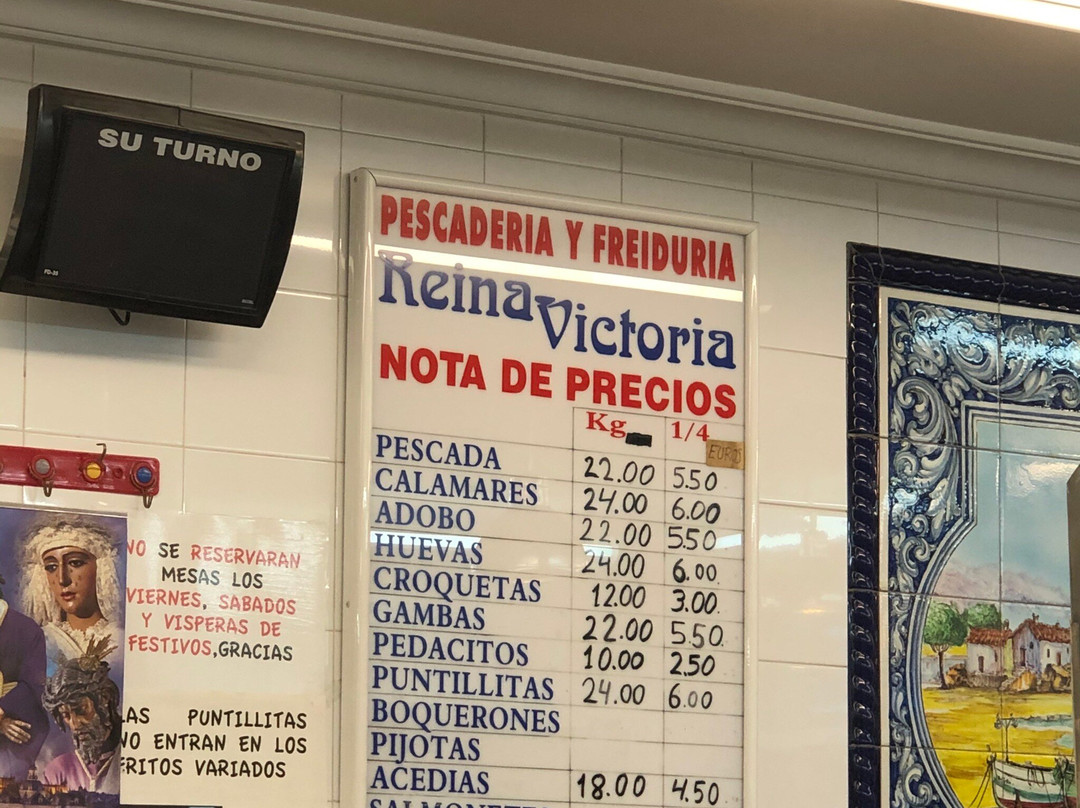 SU TURNO
PESCADERIA Y FREIDURIA
Reina Victoria
NOTA DE PRECIOS
Kg 1/4
EUROS
PESCADA 22.00 5.50
CALAMARES 24.00 6.00
ADOBO 22.00 5.50
HUEVAS 24.00 6.00.
CROQUETAS 12.00 3.00.
GAMBAS 22.00 5.50.
PEDACITOS 10.00 2.50
PUNTILLITAS 24.00 6.00
BOQUERONES
PIJOTAS
ACEDIAS 18.00 4.50
NO SE RESERVARAN
MESAS LOS
VIERNES, SABADOS
Y VISPERAS DE
FESTIVOS,GRACIAS
LAS PUNTILLITAS
NO ENTRAN EN LOS
FRITOS VARIADOS